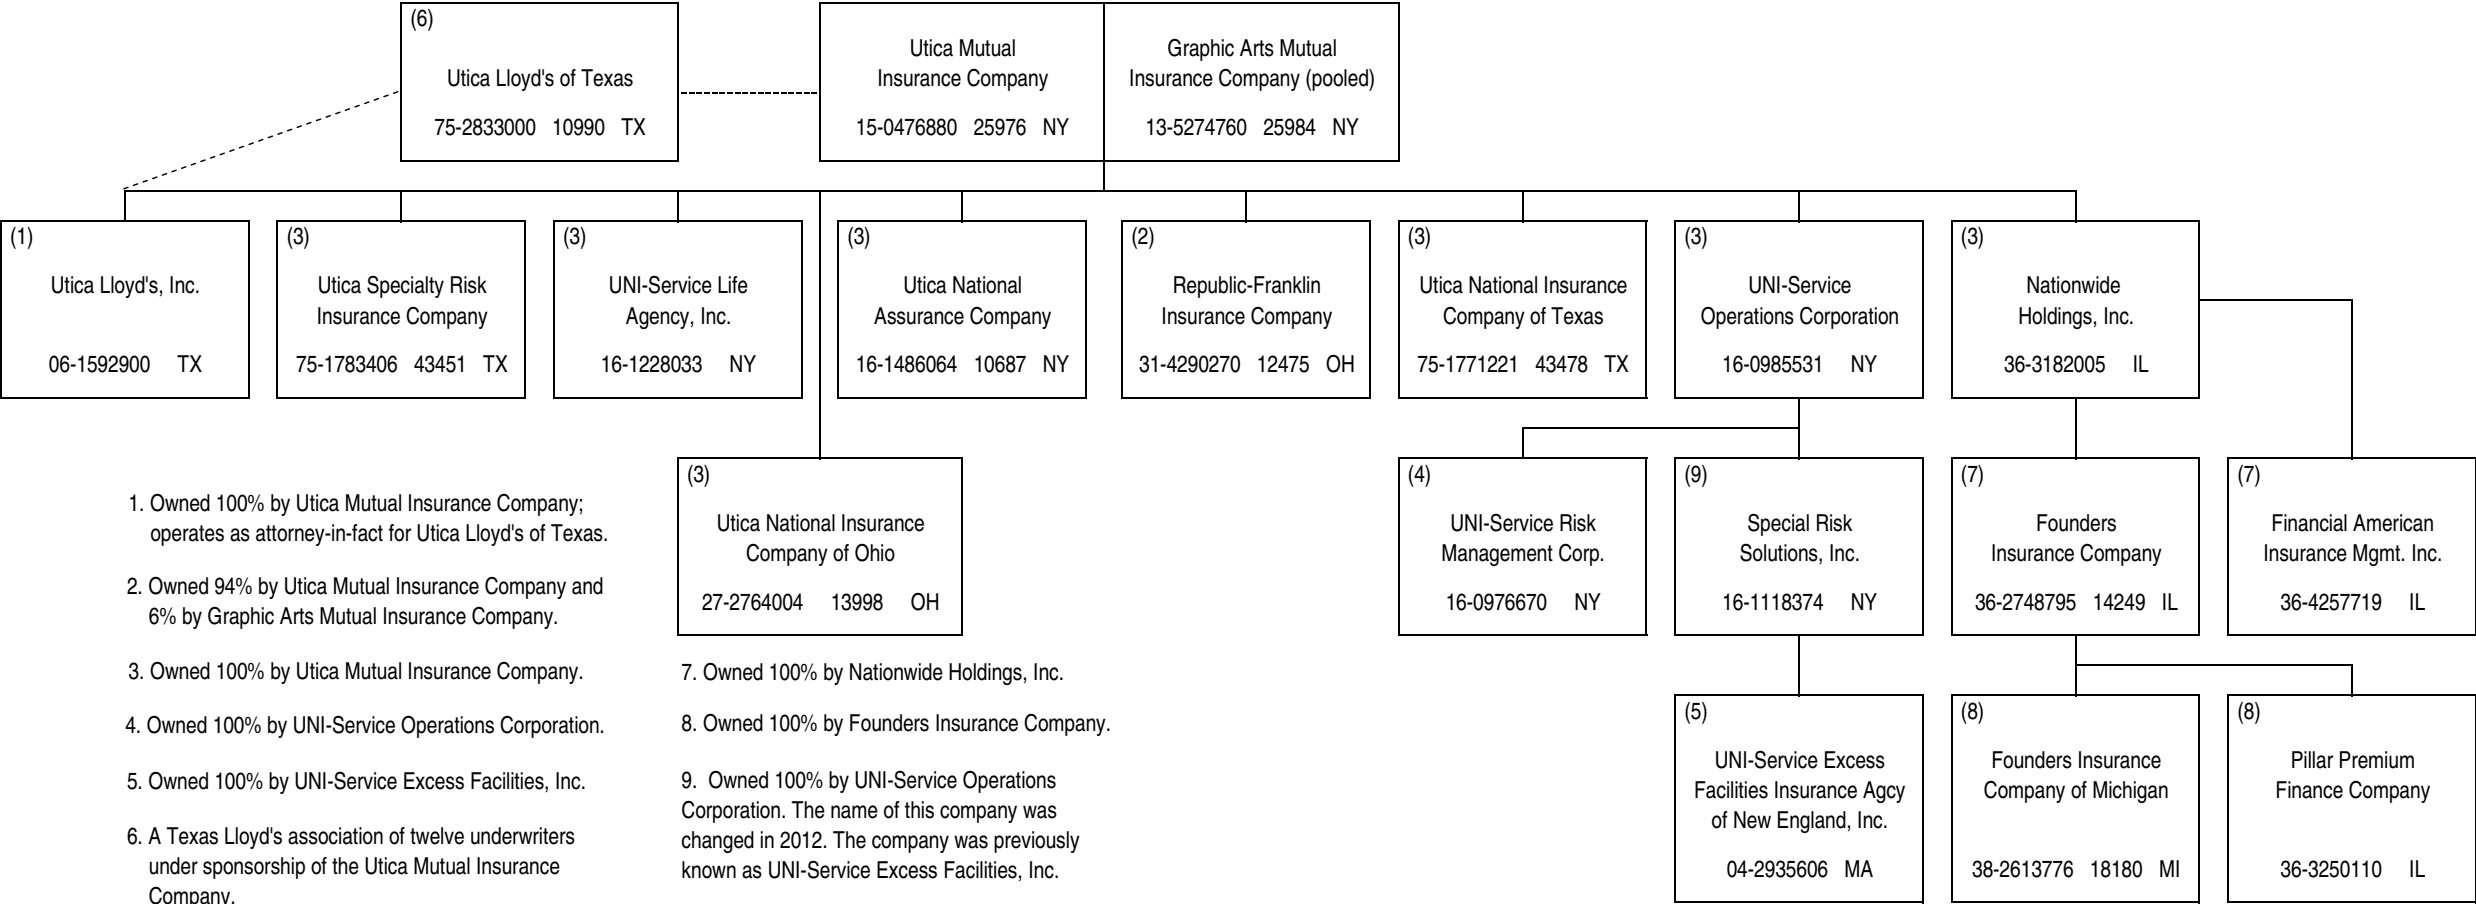 (6)
Utica Lloyd's of Texas
75-2833000 10990 TX
Utica Mutual
Insurance Company
15-0476880 25976 NY
Graphic Arts Mutual
Insurance Company (pooled)
13-5274760 25984 NY
(1)
Utica Lloyd's, Inc.
06-1592900 TX
(3)
Utica Specialty Risk
Insurance Company
75-1783406 43451 TX
(3)
UNI-Service Life
Agency, Inc.
16-1228033 NY
(3)
Utica National
Assurance Company
16-1486064 10687 NY
(2)
Republic-Franklin
Insurance Company
31-4290270 12475 OH
(3)
Utica National Insurance
Company of Texas
75-1771221 43478 TX
(3)
UNI-Service
Operations Corporation
16-0985531 NY
(3)
Nationwide
Holdings, Inc.
36-3182005 IL
(3)
Utica National Insurance
Company of Ohio
27-2764004 13998 OH
(4)
UNI-Service Risk
Management Corp.
16-0976670 NY
(9)
Special Risk
Solutions, Inc.
16-1118374 NY
(7)
Founders
Insurance Company
36-2748795 14249 IL
(7)
Financial American
Insurance Mgmt. Inc.
36-4257719 IL
(5)
UNI-Service Excess
Facilities Insurance Agcy
of New England, Inc.
04-2935606 MA
(8)
Founders Insurance
Company of Michigan
38-2613776 18180 MI
(8)
Pillar Premium
Finance Company
36-3250110 IL
1. Owned 100% by Utica Mutual Insurance Company;
operates as attorney-in-fact for Utica Lloyd's of Texas.
2. Owned 94% by Utica Mutual Insurance Company and
6% by Graphic Arts Mutual Insurance Company.
3. Owned 100% by Utica Mutual Insurance Company.
4. Owned 100% by UNI-Service Operations Corporation.
5. Owned 100% by UNI-Service Excess Facilities, Inc.
6. A Texas Lloyd's association of twelve underwriters
under sponsorship of the Utica Mutual Insurance
Company.
7. Owned 100% by Nationwide Holdings, Inc.
8. Owned 100% by Founders Insurance Company.
9. Owned 100% by UNI-Service Operations
Corporation. The name of this company was
changed in 2012. The company was previously
known as UNI-Service Excess Facilities, Inc.